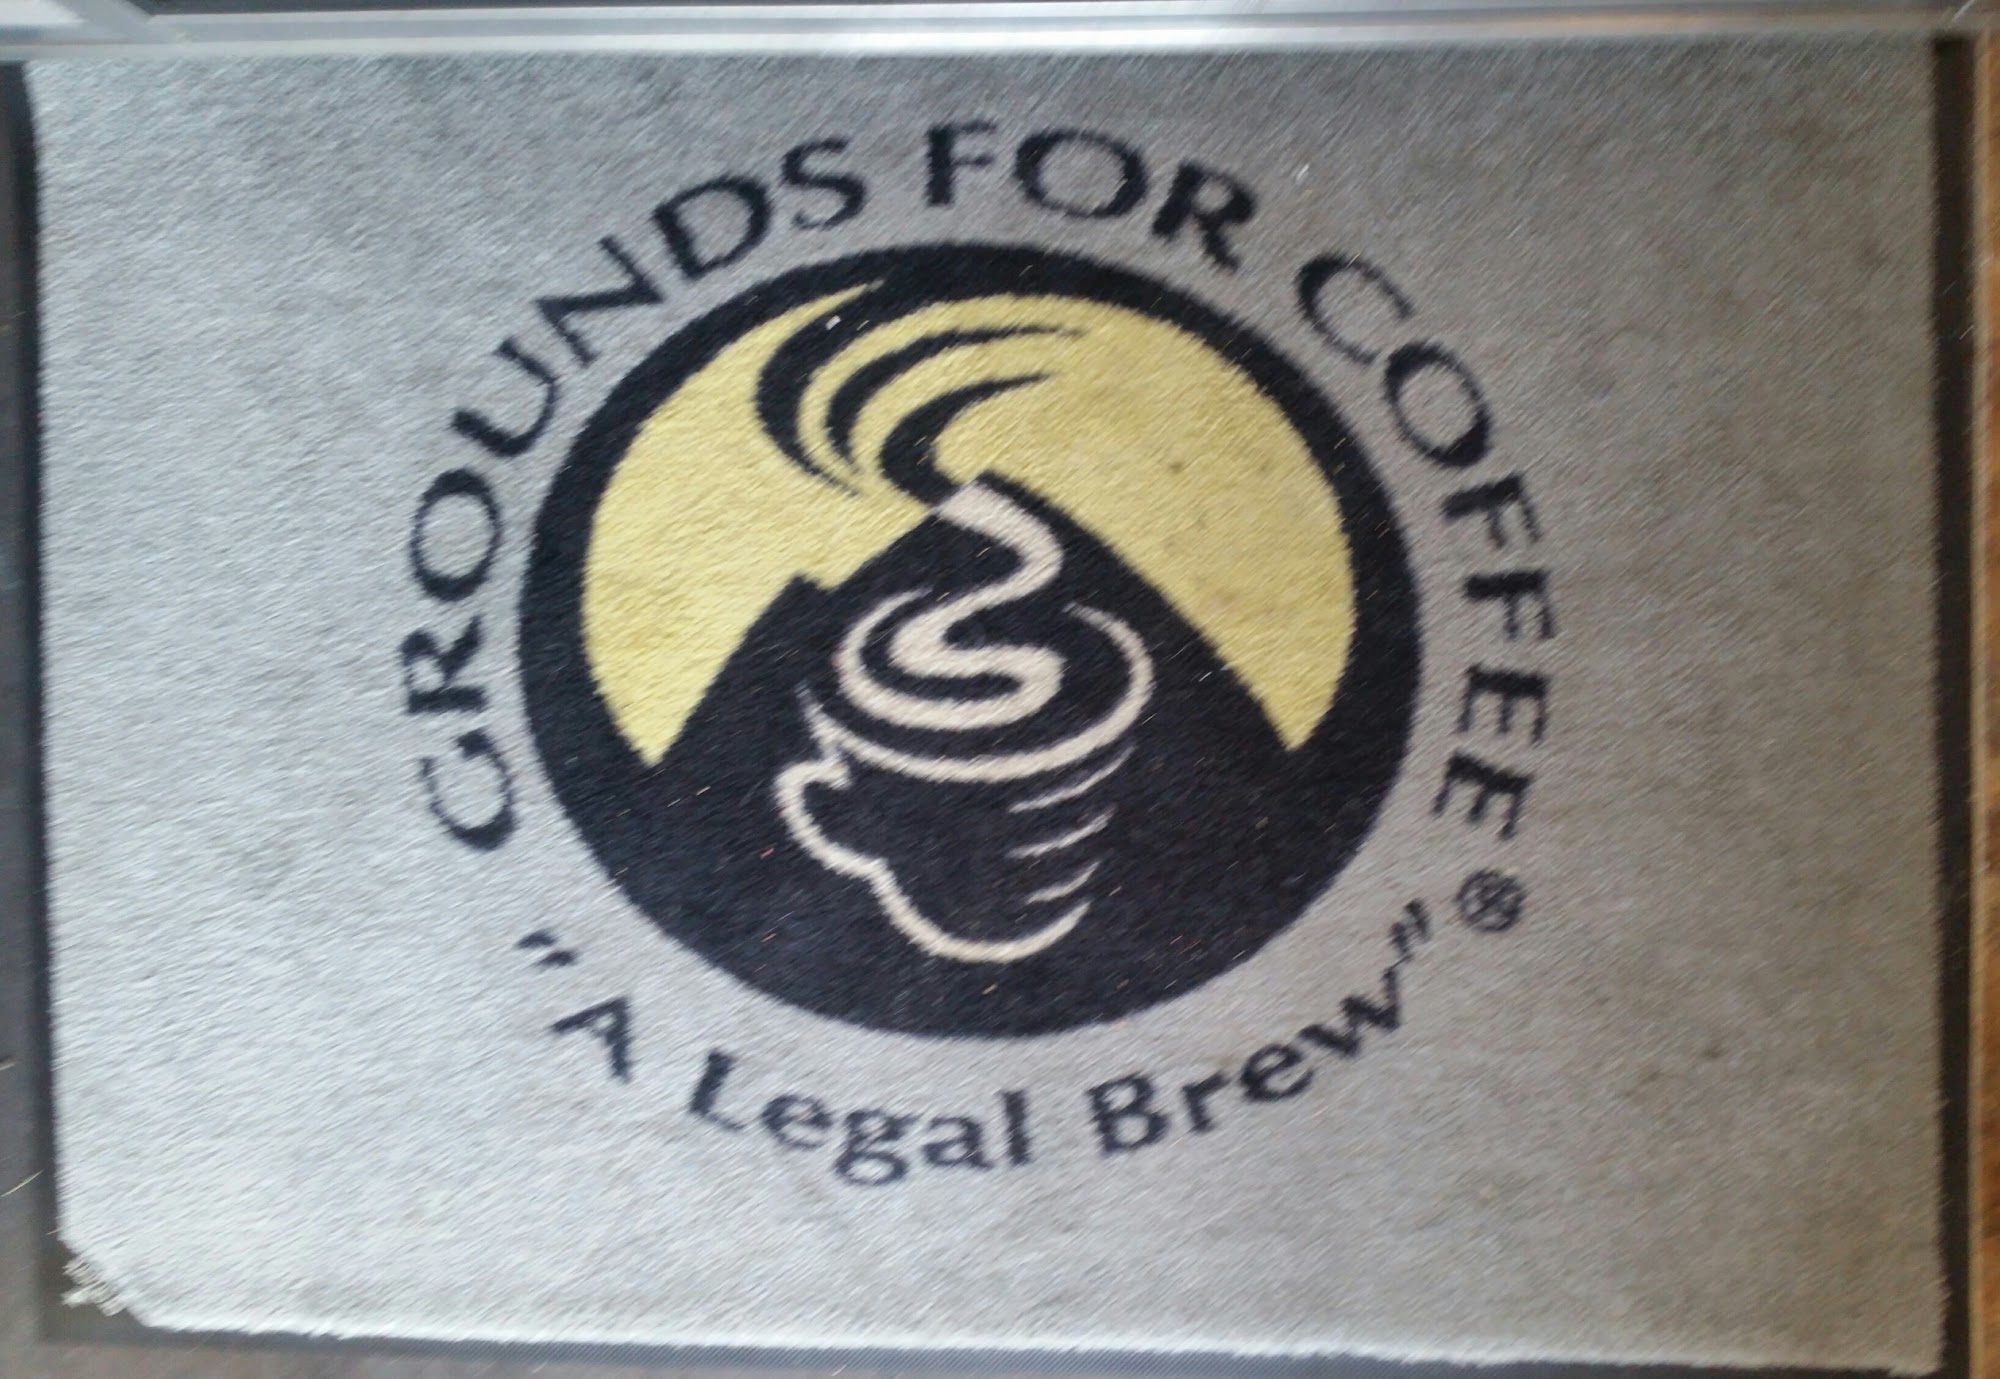 GROUNDS FOR COFFEE ®
"A Legal Brew"